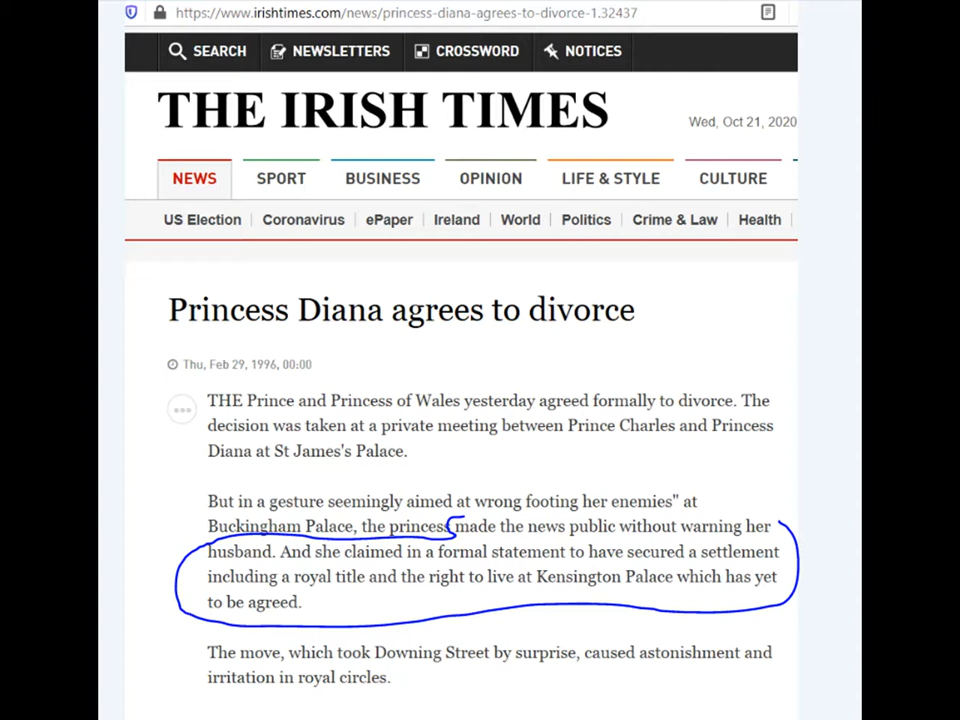 https://www.irishtimes.com/news/princess-diana-agrees-to-divorce-1.32437
SEARCH NEWSLETTERS CROSSWORD NOTICES
THE IRISH TIMES
Wed, Oct 21, 2020
NEWS SPORT BUSINESS OPINION LIFE & STYLE CULTURE
US Election Coronavirus ePaper Ireland World Politics Crime & Law Health
Princess Diana agrees to divorce
Thu, Feb 29, 1996, 00:00
THE Prince and Princess of Wales yesterday agreed formally to divorce. The
decision was taken at a private meeting between Prince Charles and Princess
Diana at St James's Palace.
But in a gesture seemingly aimed at wrong footing her enemies" at
Buckingham Palace, the princess made the news public without warning her
husband. And she claimed in a formal statement to have secured a settlement
including a royal title and the right to live at Kensington Palace which has yet
to be agreed.
The move, which took Downing Street by surprise, caused astonishment and
irritation in royal circles.